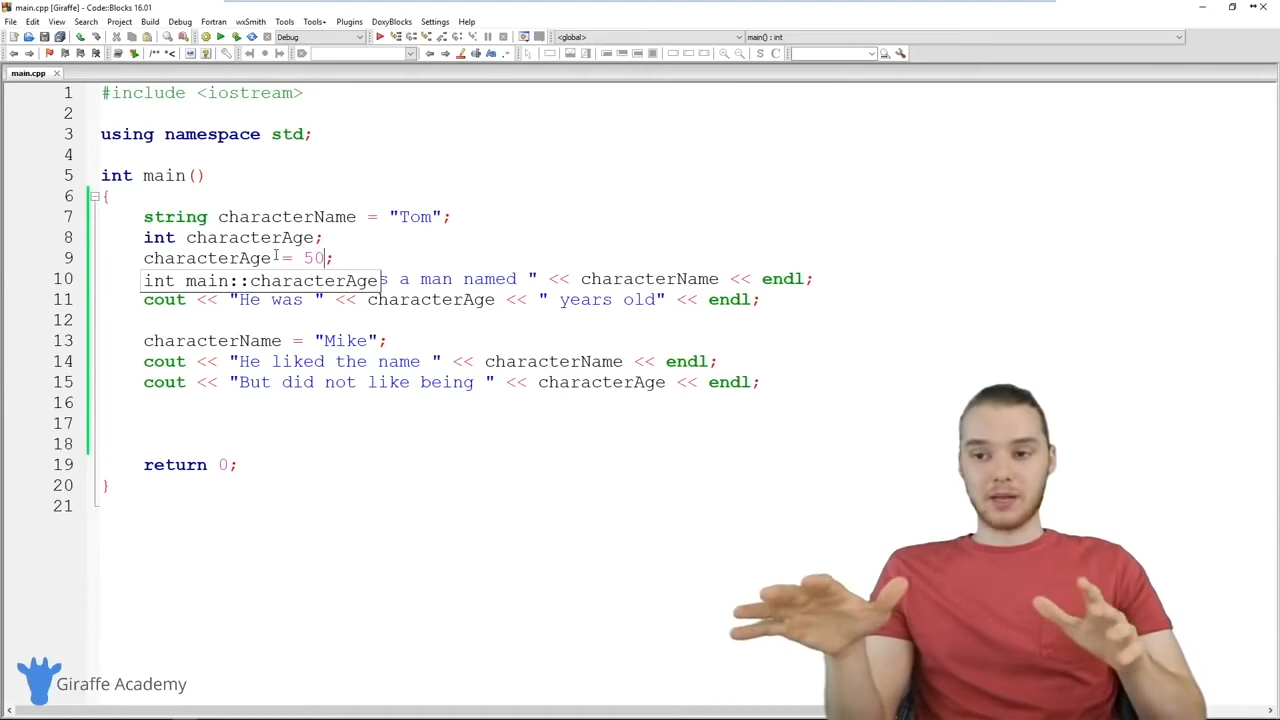 main.cpp [Giraffe] - Code::Blocks 16.01
File Edit View Search Project Build Debug Fortran wxSmith Tools Tools+ Plugins DoxyBlocks Settings Help
Debug <global> main() : int
main.cpp
1 #include <iostream>
2
3 using namespace std;
4
5 int main()
6 {
7 string characterName = "Tom";
8 int characterAge;
9 characterAge = 50;
10 s a man named " << characterName << endl;
int main::characterAge
11 cout << "He was " << characterAge << " years old" << endl;
12
13 characterName = "Mike";
14 cout << "He liked the name " << characterName << endl;
15 cout << "But did not like being " << characterAge << endl;
16
17
18
19 return 0;
20 }
21
Giraffe Academy